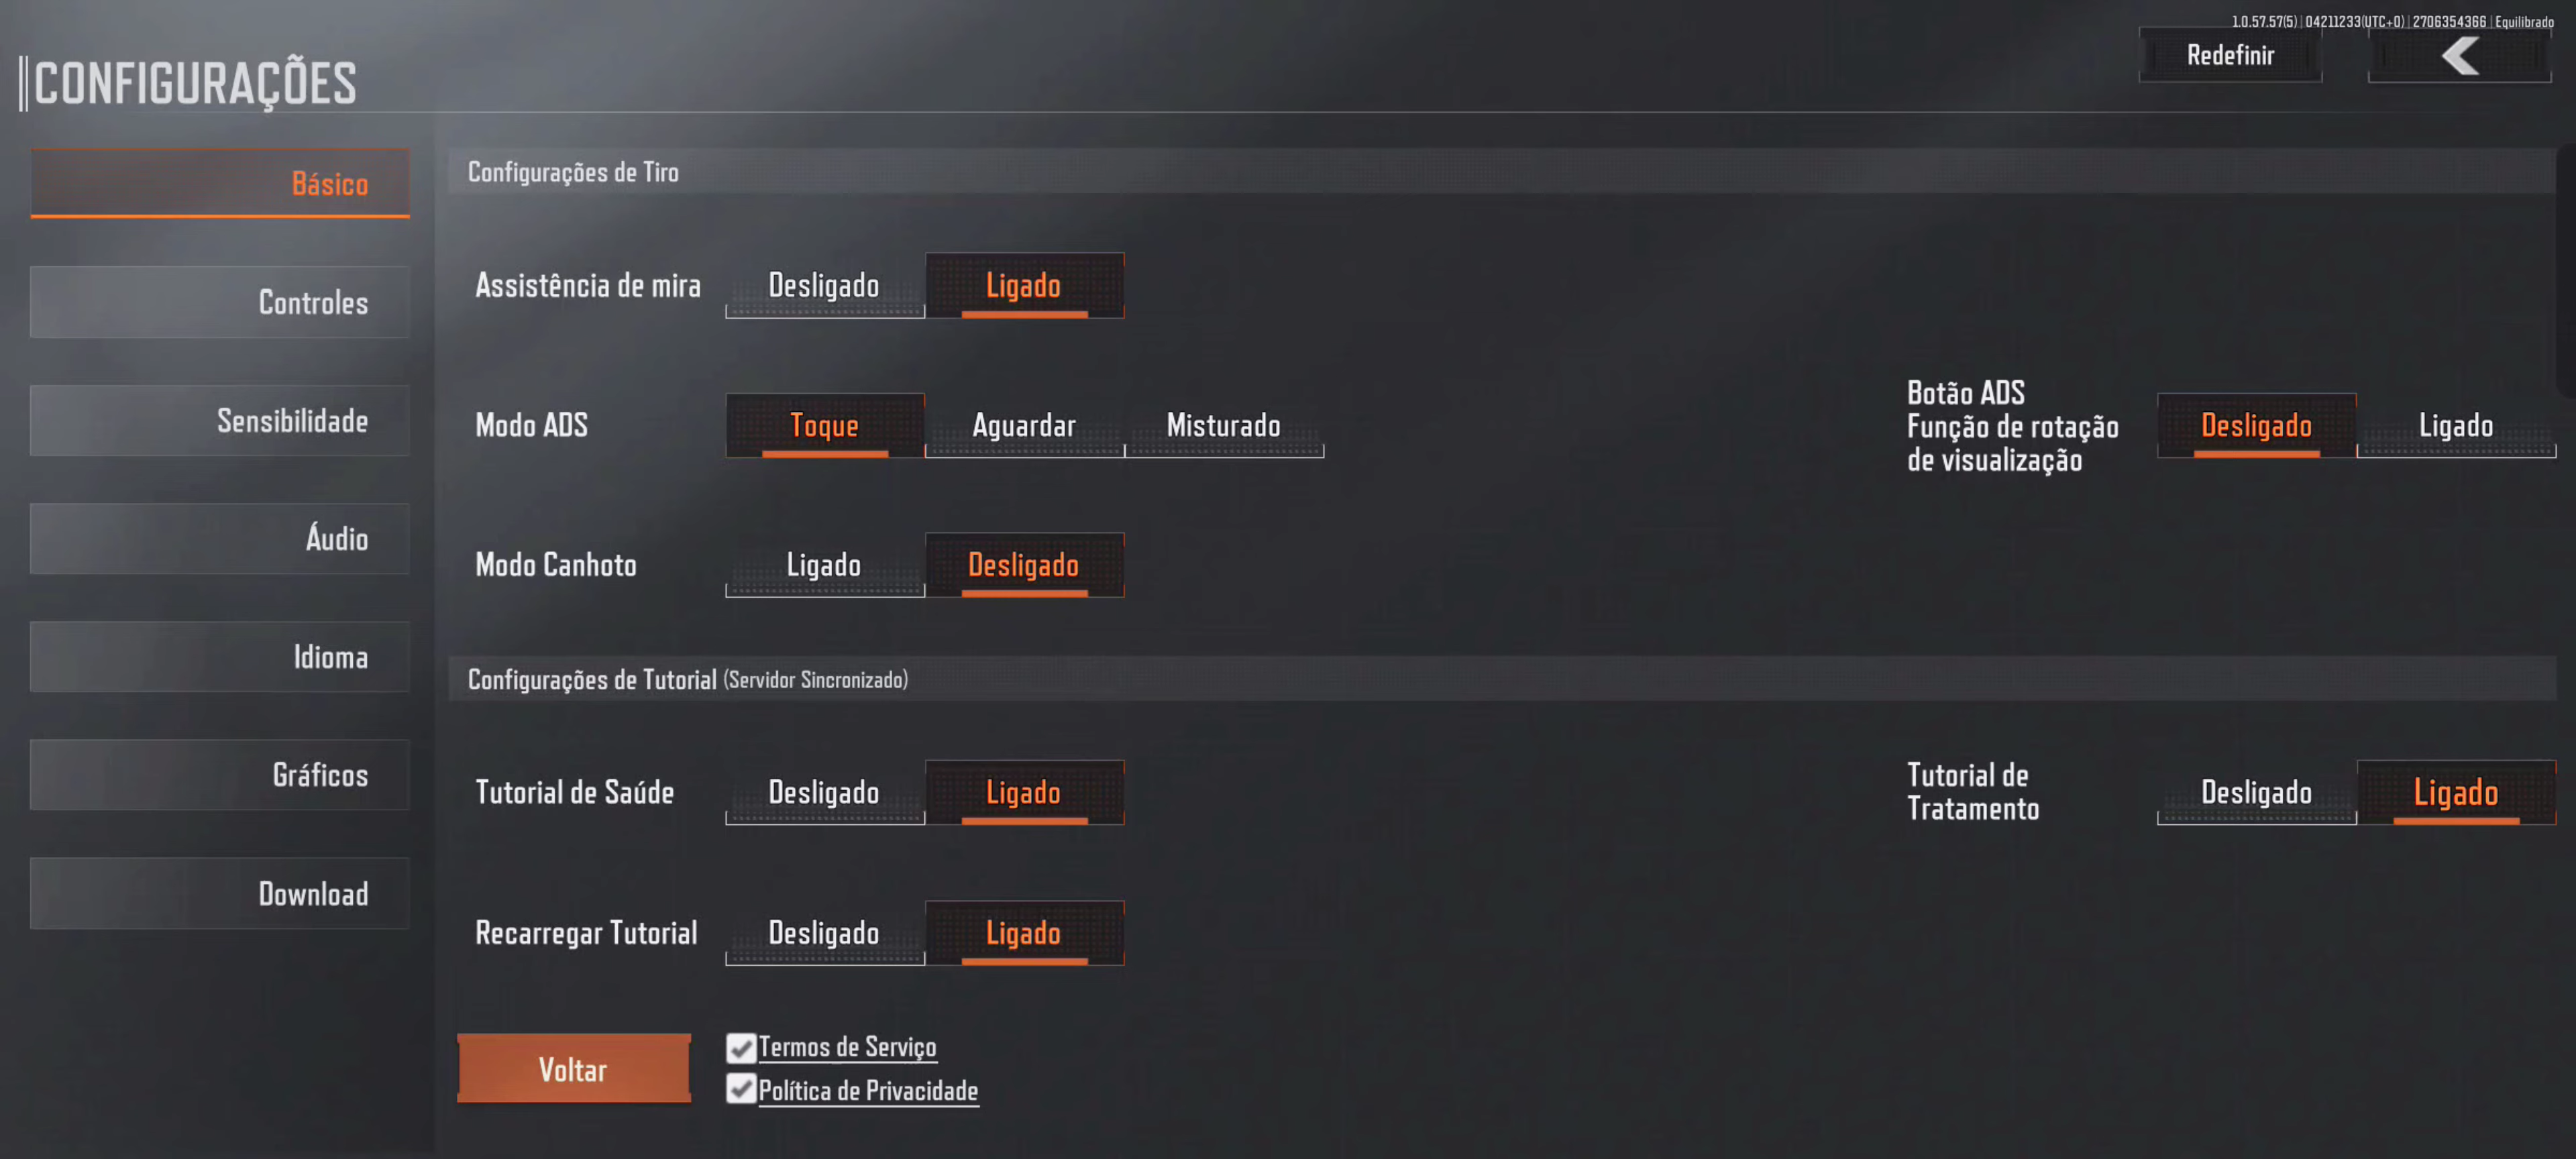 1.0.57.57(5) | 04211233(UTC+0) | 2706354366 | Equilibrado
CONFIGURAÇÕES
Redefinir
Básico
Controles
Sensibilidade
Áudio
Idioma
Gráficos
Download
Configurações de Tiro
Assistência de mira
Desligado
Ligado
Modo ADS
Toque
Aguardar
Misturado
Botão ADS
Função de rotação
de visualização
Desligado
Ligado
Modo Canhoto
Ligado
Desligado
Configurações de Tutorial (Servidor Sincronizado)
Tutorial de Saúde
Desligado
Ligado
Tutorial de
Tratamento
Desligado
Ligado
Recarregar Tutorial
Desligado
Ligado
Voltar
Termos de Serviço
Política de Privacidade